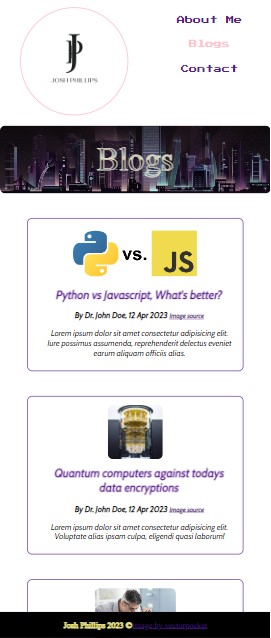 About Me
Blogs
Contact
JP
JOSH PHILLIPS
Blogs
vs.
JS
Python vs Javascript, What's better?
By Dr. John Doe, 12 Apr 2023 Image source
Lorem ipsum dolor sit amet consectetur adipisicing elit.
Iure possimus assumenda, reprehenderit delectus eveniet
earum aliquam officiis alias.
Quantum computers against todays
data encryptions
By Dr. John Doe, 12 Apr 2023 Image source
Lorem ipsum dolor sit amet consectetur adipisicing elit.
Voluptate alias ipsam culpa, eligendi quasi laborum!
Josh Phillips 2023 ©Image by vectorpocket